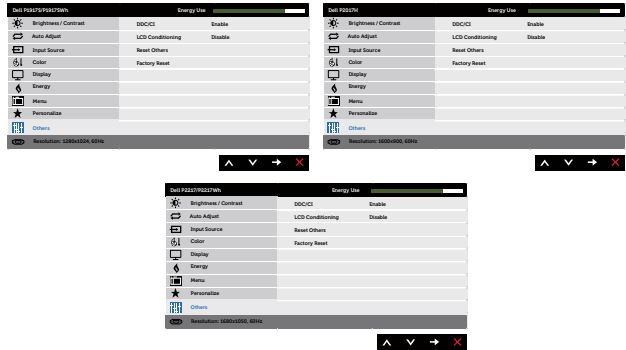 Dell P1917S/P1917SWh Energy Use
Brightness / Contrast DDC/CI Enable
Auto Adjust LCD Conditioning Disable
Input Source Reset Others
Color Factory Reset
Display
Energy
Menu
Personalize
Others
Resolution: 1280x1024, 60Hz
Dell P2017H Energy Use
Brightness / Contrast DDC/CI Enable
Auto Adjust LCD Conditioning Disable
Input Source Reset Others
Color Factory Reset
Display
Energy
Menu
Personalize
Others
Resolution: 1600x900, 60Hz
Dell P2217/P2217Wh Energy Use
Brightness / Contrast DDC/CI Enable
Auto Adjust LCD Conditioning Disable
Input Source Reset Others
Color Factory Reset
Display
Energy
Menu
Personalize
Others
Resolution: 1680x1050, 60Hz